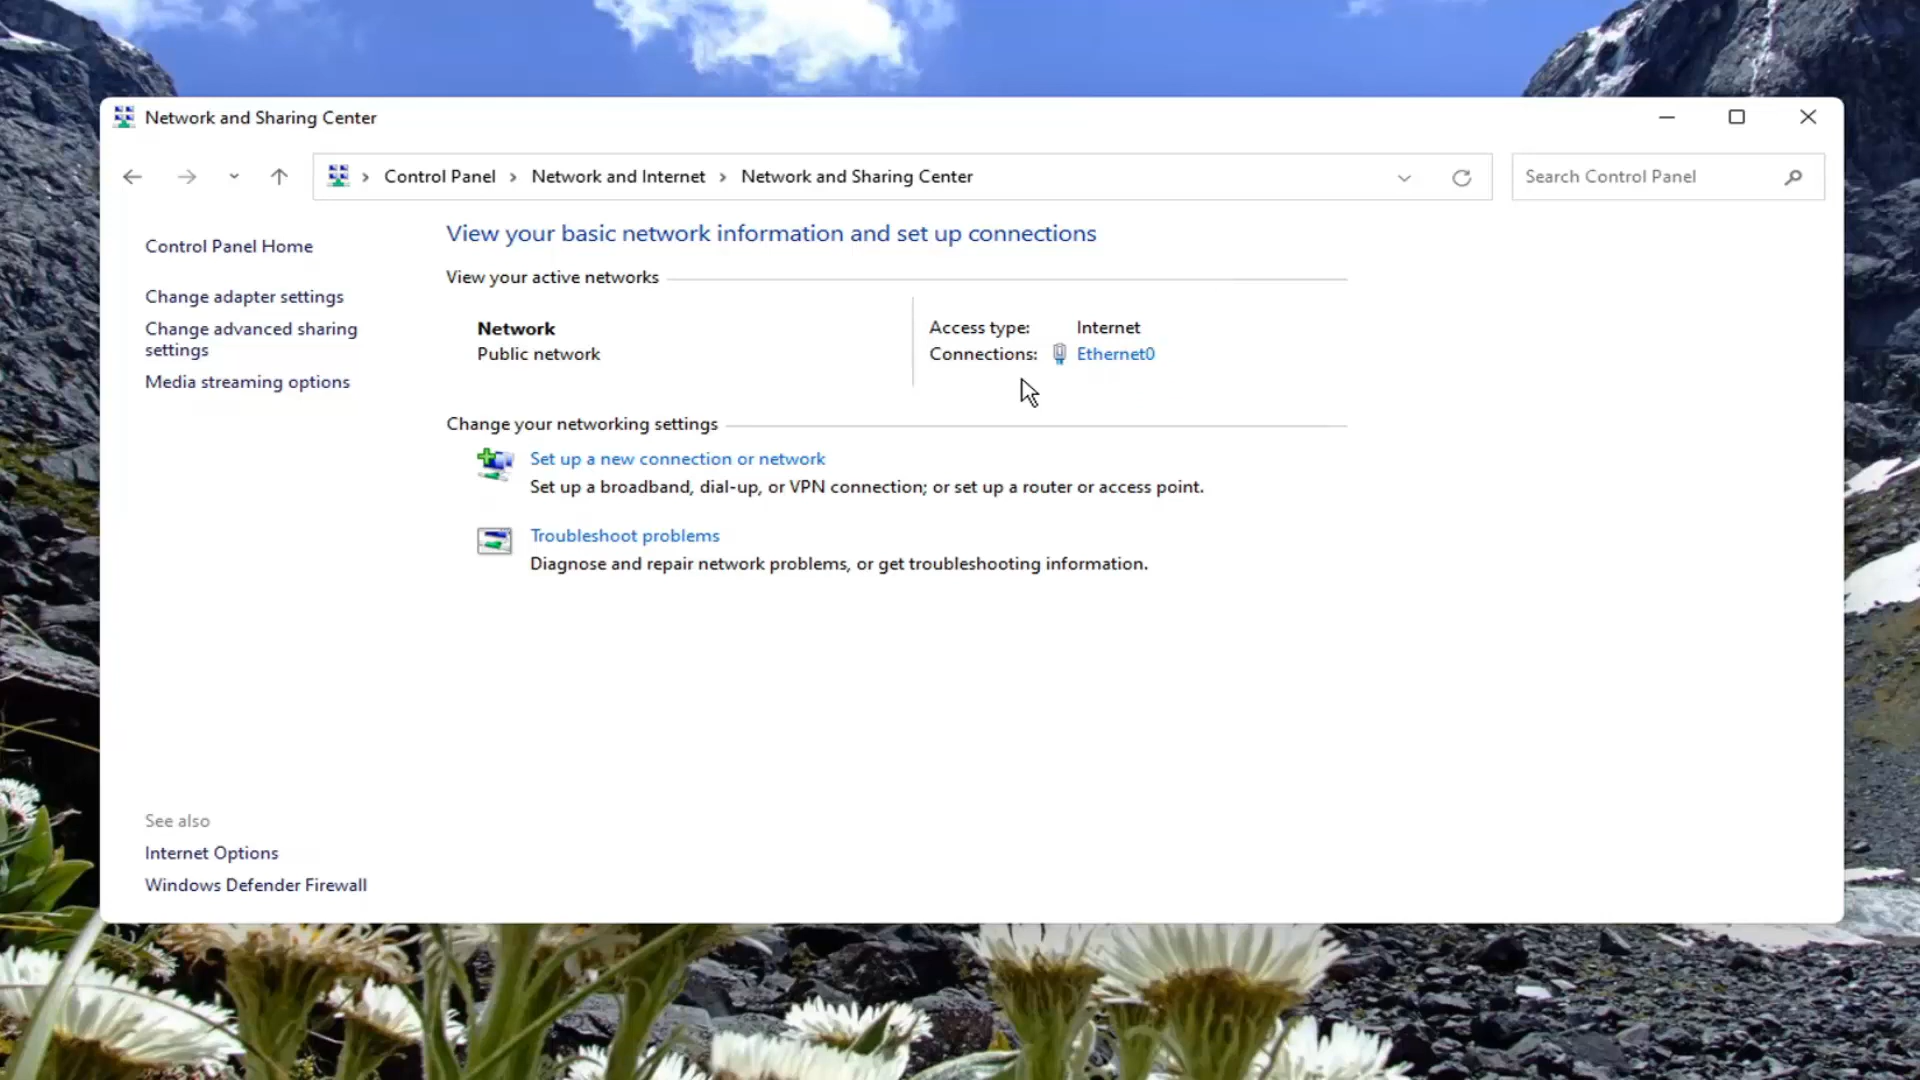 Network and Sharing Center
Control Panel > Network and Internet > Network and Sharing Center
Search Control Panel
Control Panel Home
Change adapter settings
Change advanced sharing
settings
Media streaming options
View your basic network information and set up connections
View your active networks
Network
Public network
Access type: Internet
Connections: Ethernet0
Change your networking settings
Set up a new connection or network
Set up a broadband, dial-up, or VPN connection; or set up a router or access point.
Troubleshoot problems
Diagnose and repair network problems, or get troubleshooting information.
See also
Internet Options
Windows Defender Firewall